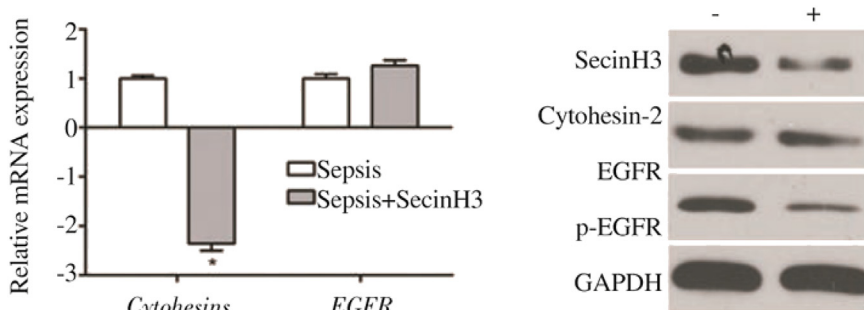 Relative mRNA expression
2
1
0
-1
-2
-3
Sepsis
Sepsis+SecinH3
*
Cytohesins
EGFR
- +
SecinH3
Cytohesin-2
EGFR
p-EGFR
GAPDH